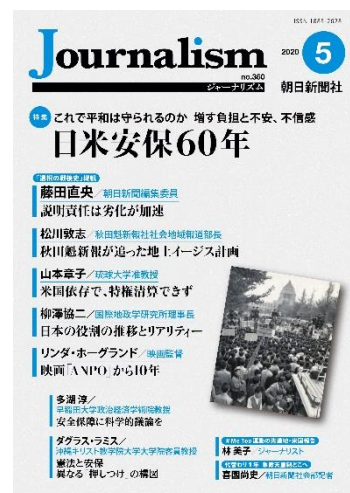 ISSN 1883-7628
Journalism
no.360
ジャーナリズム
2020 5
朝日新聞社
特集 これで平和は守られるのか 増す負担と不安、不信感
日米安保60年
藤田直央/朝日新聞編集委員
説明責任は劣化が加速
松川敦志/秋田魁新報社社会地域報道部長
秋田魁新報が追った地上イージス計画
山本章子/琉球大学准教授
米国依存で、特権清算できず
柳澤協二/国際地政学研究所理事長
日本の役割の推移とリアリティー
リンダ・ホーグランド/映画監督
映画「ANPO」から10年
多湖 淳/
早稲田大学政治経済学術院教授
安全保障に科学的議論を
ダグラス・ラミス/
沖縄キリスト教学院大学大学院客員教授
憲法と安保
異なる「押しつけ」の構図
林 美子/ジャーナリスト
喜園尚史/朝日新聞社会部記者